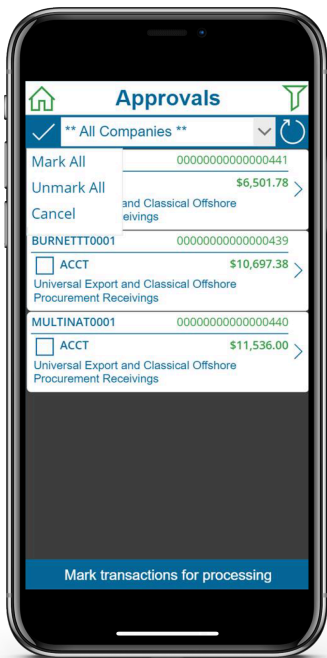 Approvals
** All Companies **
Mark All
Unmark All
Cancel
00000000000000441
$6,501.78
and Classical Offshore
eivings
BURNETTT0001 00000000000000439
ACCT $10,697.38
Universal Export and Classical Offshore
Procurement Receivings
MULTINAT0001 00000000000000440
ACCT $11,536.00
Universal Export and Classical Offshore
Procurement Receivings
Mark transactions for processing